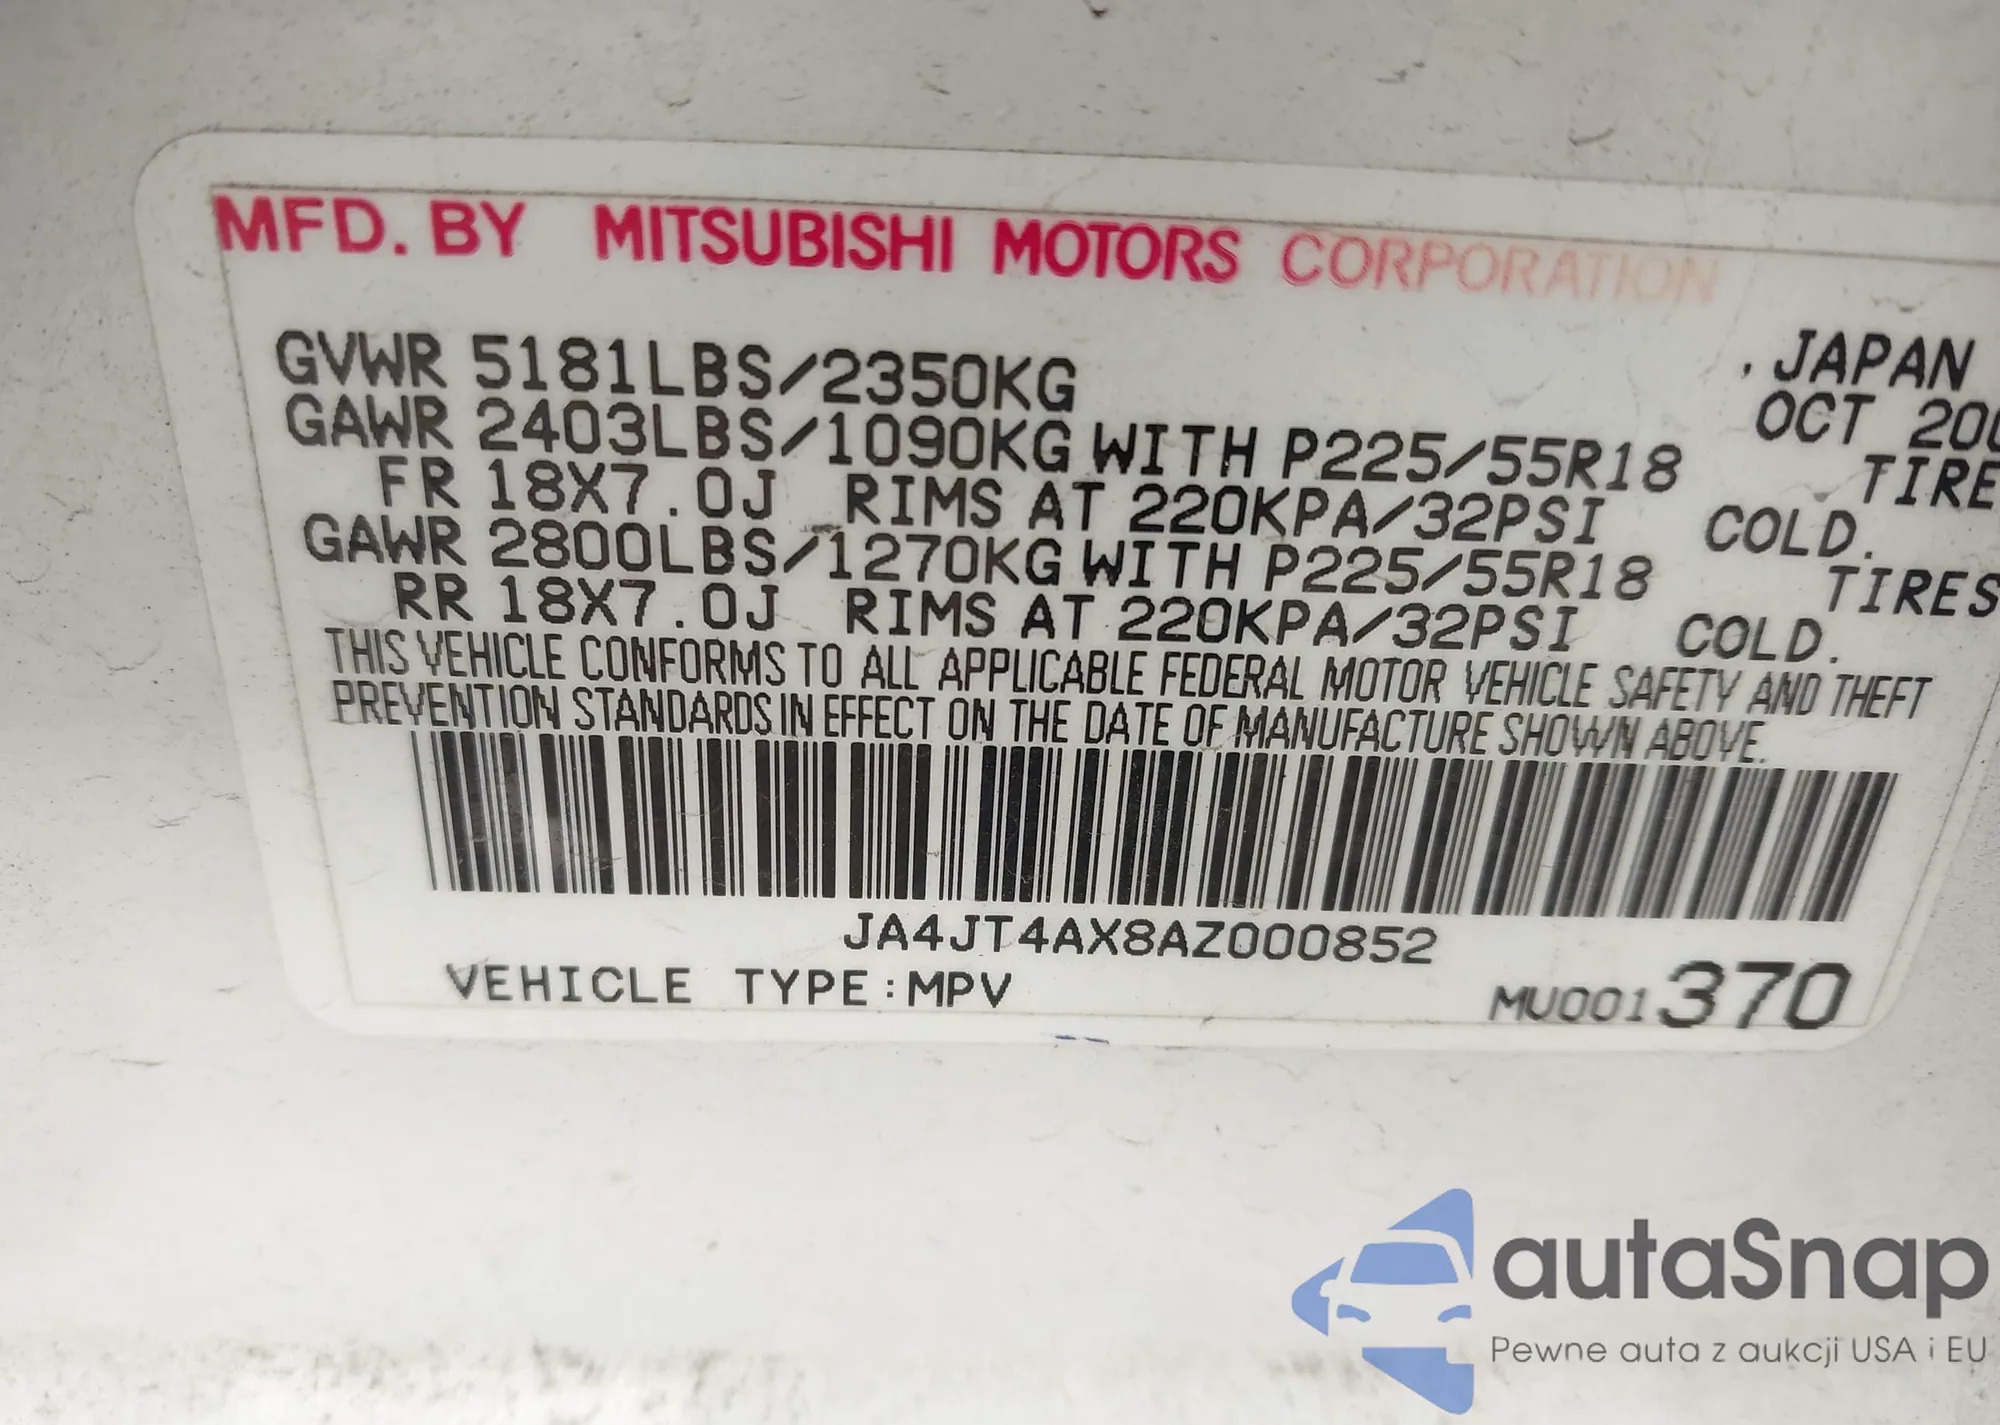 MFD. BY MITSUBISHI MOTORS CORPORATION
GVWR 5181LBS/2350KG JAPAN
GAWR 2403LBS/1090KG WITH P225/55R18 OCT 200
FR 18X7.0J RIMS AT 220KPA/32PSI COLD. TIRE
GAWR 2800LBS/1270KG WITH P225/55R18 TIRES
RR 18X7.0J RIMS AT 220KPA/32PSI COLD.
THIS VEHICLE CONFORMS TO ALL APPLICABLE FEDERAL MOTOR VEHICLE SAFETY AND THEFT
PREVENTION STANDARDS IN EFFECT ON THE DATE OF MANUFACTURE SHOWN ABOVE.
JA4JT4AX8AZ000852
VEHICLE TYPE:MPV
MU001370
autaSnap
Pewne auta z aukcji USA i EU